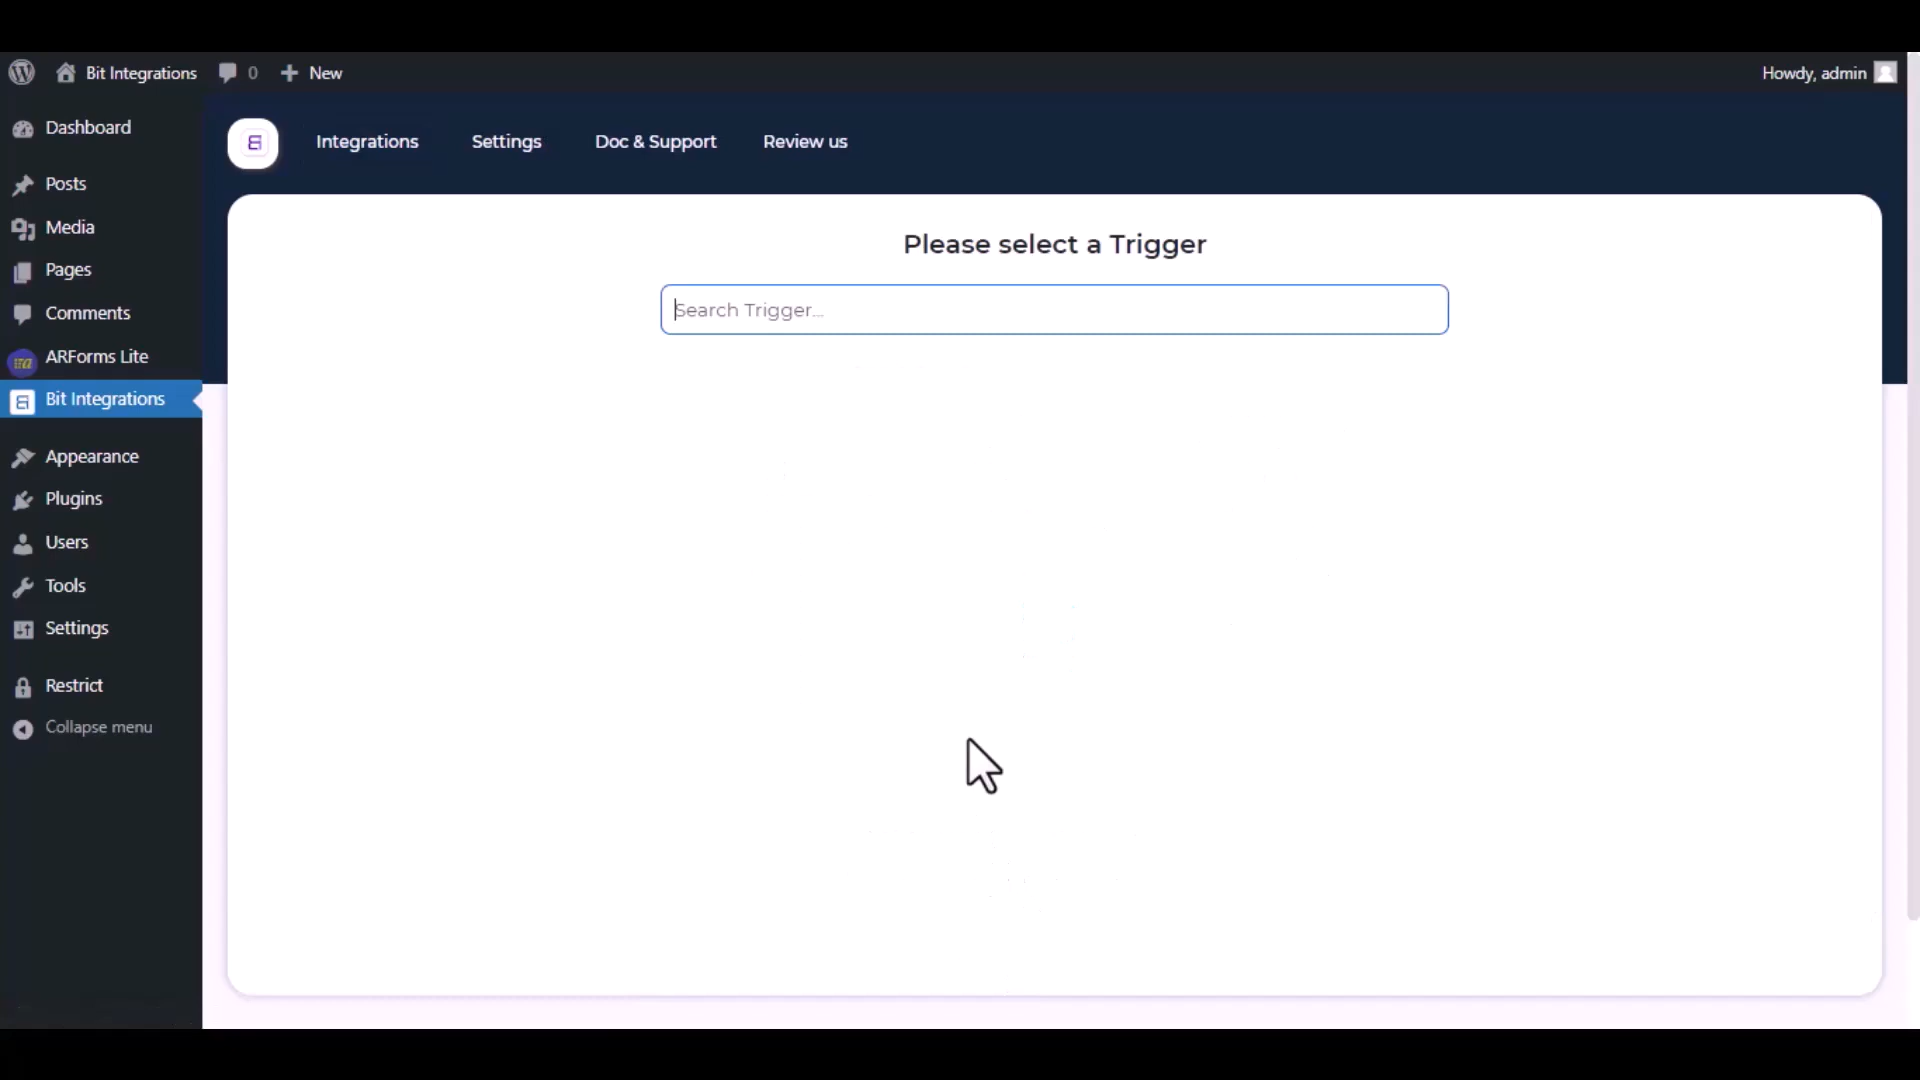 Bit Integrations 0 New Howdy, admin
Dashboard
Posts
Media
Pages
Comments
ARForms Lite
Bit Integrations
Appearance
Plugins
Users
Tools
Settings
Restrict
Collapse menu
Integrations Settings Doc & Support Review us
Please select a Trigger
Search Trigger...